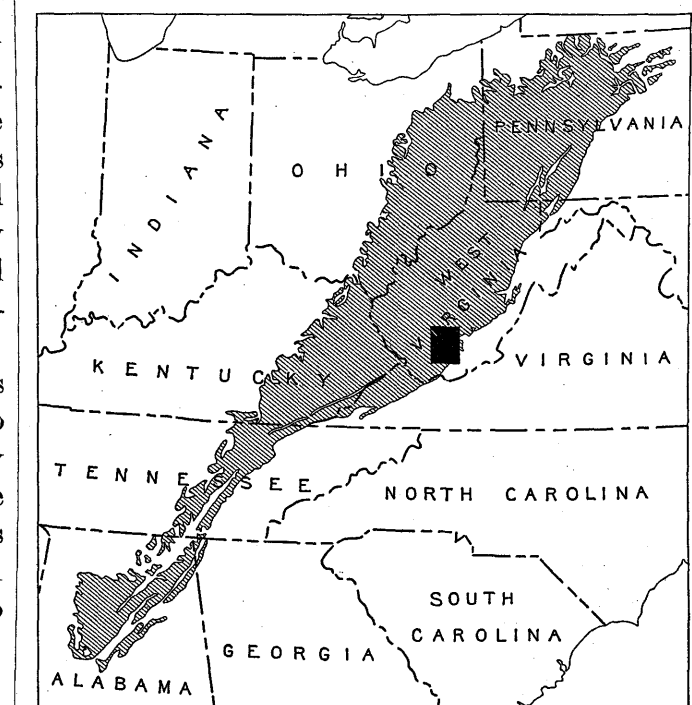 PENNSYLVANIA
OHIO
INDIANA
WEST
VIRGINIA
KENTUCKY
VIRGINIA
TENNESSEE
NORTH CAROLINA
SOUTH
CAROLINA
GEORGIA
ALABAMA